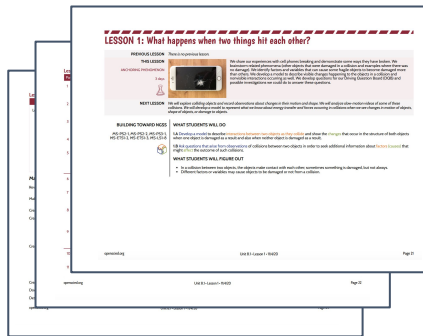 LESSON 1: What happens when two things hit each other?
PREVIOUS LESSON There is no previous lesson.
THIS LESSON
ANCHORING PHENOMENON
3 days
We share our experiences with cell phones breaking and demonstrate some ways they have broken. We
brainstorm related phenomena (other objects that were damaged in a collision and examples where there was
no damage). We identify factors and variables that can cause some fragile objects to become damaged more
than others. We develop a model to describe visible changes happening to the objects in a collision and
nonvisible interactions occurring as well. We develop questions for our Driving Question Board (DQB) and
possible investigations we could do to answer these questions.
NEXT LESSON We will explore colliding objects and record observations about changes in their motion and shape. We will analyze slow-motion videos of some of these
collisions. We will develop a model to represent what we know about energy transfer and forces occurring in collisions when we see changes in motion of objects,
shape of objects, or damage to objects.
BUILDING TOWARD NGSS
MS-PS2-1, MS-PS2-2, MS-PS3-1,
MS-ETS1-2, MS-ETS1-3, MS-LS1-8
WHAT STUDENTS WILL DO
1.A Develop a model to describe interactions between two objects as they collide and show the changes that occur in the structure of both objects
when one object is damaged as a result and also when neither object is damaged as a result.
1.B Ask questions that arise from observations of collisions between two objects in order to seek additional information about factors (causes) that
might affect the outcome of such collisions.
WHAT STUDENTS WILL FIGURE OUT
• In a collision between two objects, the objects make contact with each other; sometimes something is damaged, but not always.
• Different factors or variables may cause objects to be damaged or not from a collision.
openscied.org
Unit 8.1 • Lesson 1 • 10/6/20
Page 21
openscied.org
Unit 8.1 • Lesson 1 • 10/6/20
Page 22